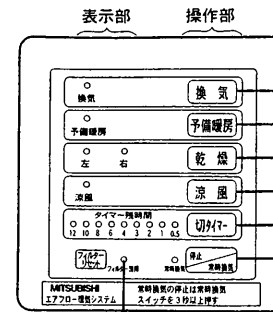 表示部 操作部
換気 換気
予備暖房 予備暖房
左 右 乾燥
涼風 涼風
タイマー残時間
12 10 8 6 4 3 2 1 0.5 切タイマー
フィルターリセット フィルター清掃 常時換気 停止 常時換気
MITSUBISHI 常時換気の停止は常時換気
エアフロー環気システム スイッチを3秒以上押す